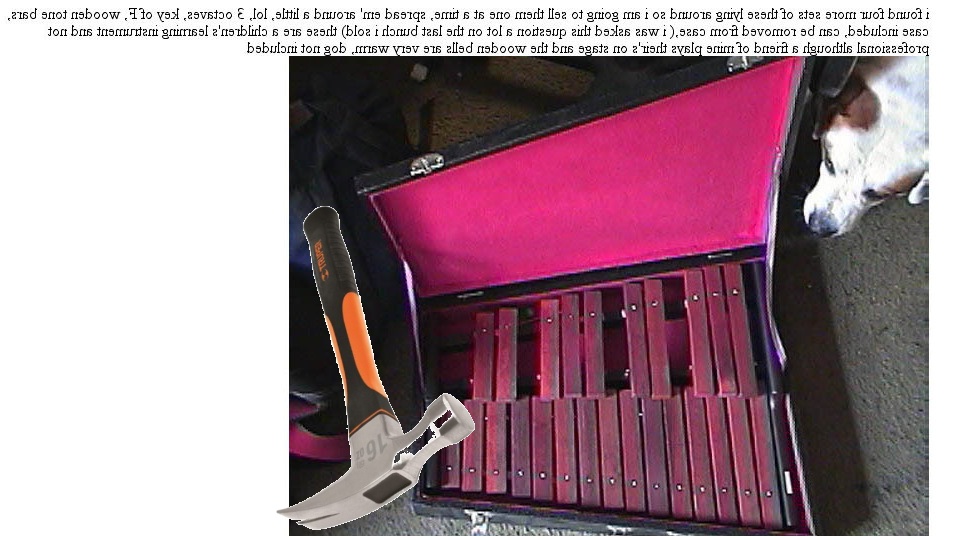 i found four more sets of these lying around so i am going to sell them one at a time, spread em' around a little, lol, 3 octaves, key of F, wooden tone bars,
case included, can be removed from case,( i was asked this question a lot on the last bunch i sold) these are a children's learning instrument and not
professional although a friend of mine plays their's on stage and the wooden bells are very warm, dog not included
16oz